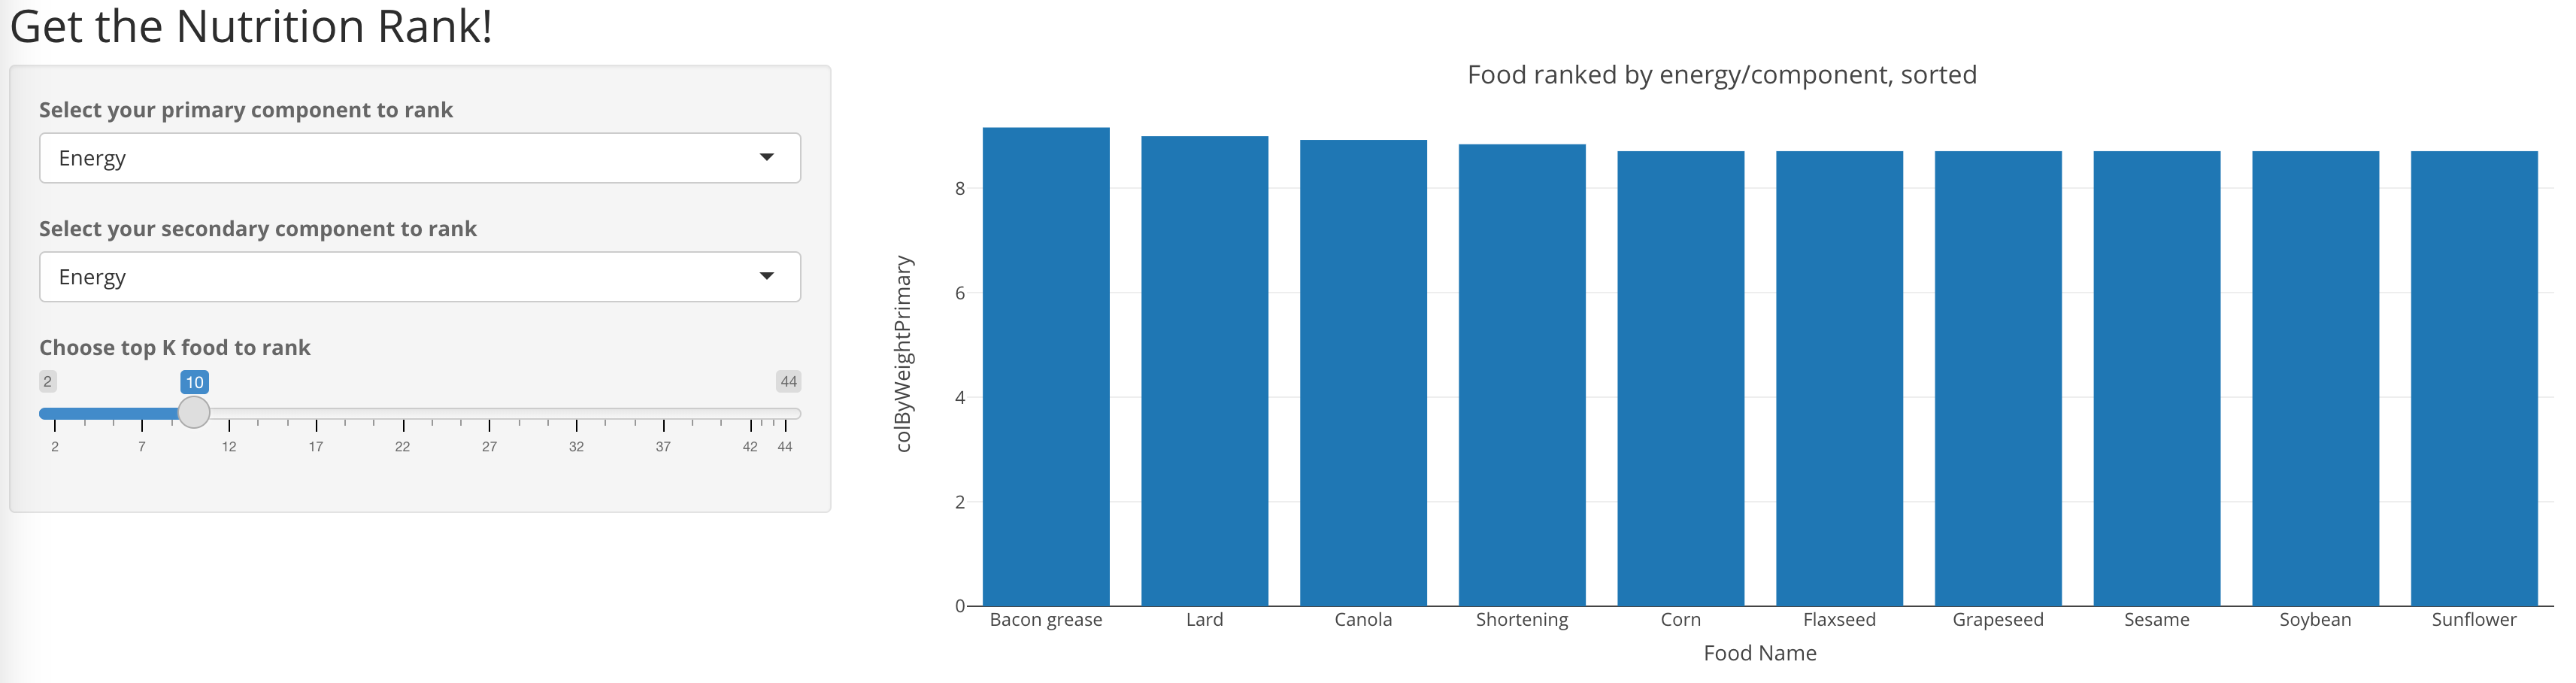 Get the Nutrition Rank!
Select your primary component to rank
Energy
Select your secondary component to rank
Energy
Choose top K food to rank
2 10 44
2 7 12 17 22 27 32 37 42 44
Food ranked by energy/component, sorted
colByWeightPrimary
8
6
4
2
0
Bacon grease Lard Canola Shortening Corn Flaxseed Grapeseed Sesame Soybean Sunflower
Food Name